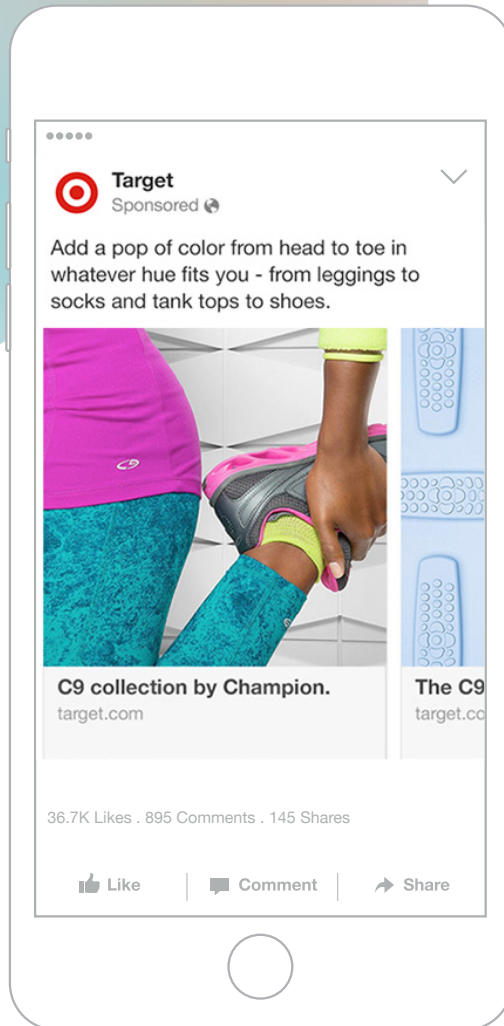 Target
Sponsored
Add a pop of color from head to toe in
whatever hue fits you - from leggings to
socks and tank tops to shoes.
C9
C9 collection by Champion.
target.com
The C9
target.co
36.7K Likes . 895 Comments . 145 Shares
Like
Comment
Share